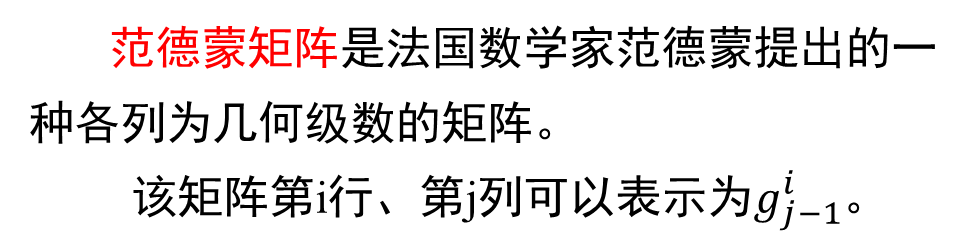 范德蒙矩阵是法国数学家范德蒙提出的一
种各列为几何级数的矩阵。
该矩阵第i行、第j列可以表示为$g_{j-1}^{i}$。